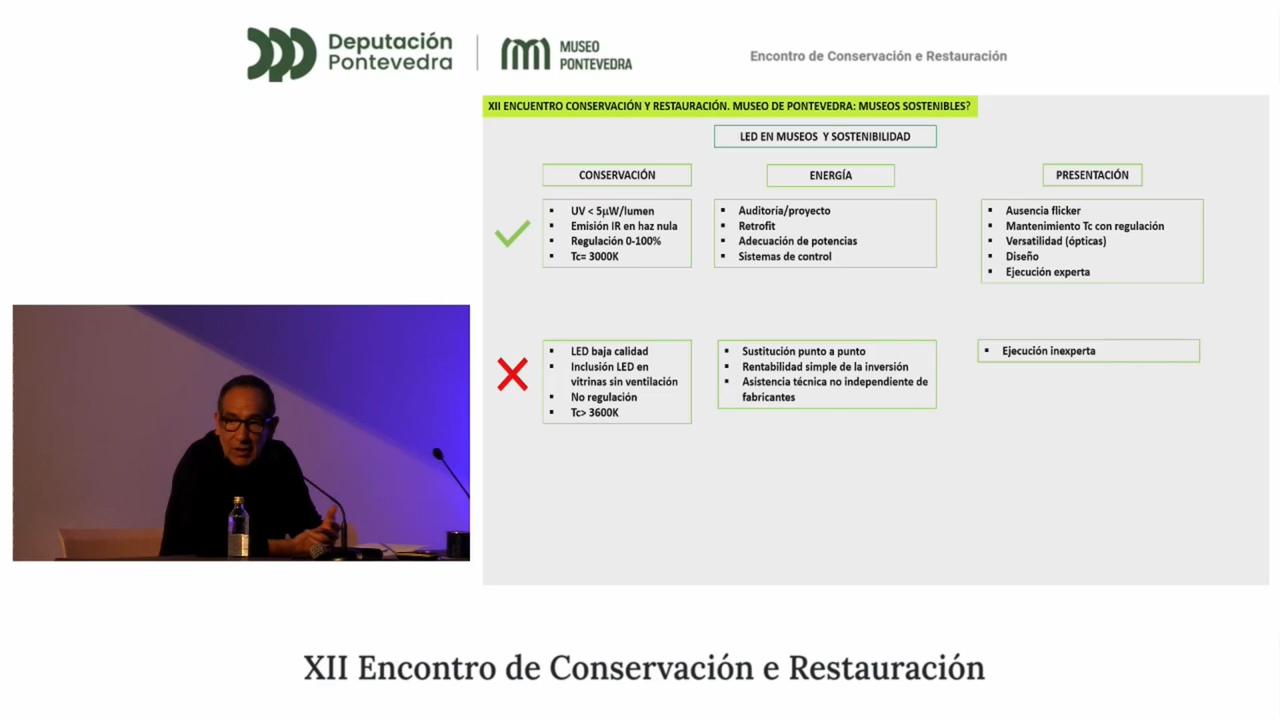 Deputación
Pontevedra
MUSEO
PONTEVEDRA
Encontro de Conservación e Restauración
XII ENCUENTRO CONSERVACIÓN Y RESTAURACIÓN. MUSEO DE PONTEVEDRA: MUSEOS SOSTENIBLES?
LED EN MUSEOS Y SOSTENIBILIDAD
CONSERVACIÓN
▪ UV < 5µW/lumen
▪ Emisión IR en haz nula
▪ Regulación 0-100%
▪ Tc= 3000K
ENERGÍA
▪ Auditoría/proyecto
▪ Retrofit
▪ Adecuación de potencias
▪ Sistemas de control
PRESENTACIÓN
▪ Ausencia flicker
▪ Mantenimiento Tc con regulación
▪ Versatilidad (ópticas)
▪ Diseño
▪ Ejecución experta
▪ LED baja calidad
▪ Inclusión LED en
vitrinas sin ventilación
▪ No regulación
▪ Tc> 3600K
▪ Sustitución punto a punto
▪ Rentabilidad simple de la inversión
▪ Asistencia técnica no independiente de
fabricantes
▪ Ejecución inexperta
XII Encontro de Conservación e Restauración